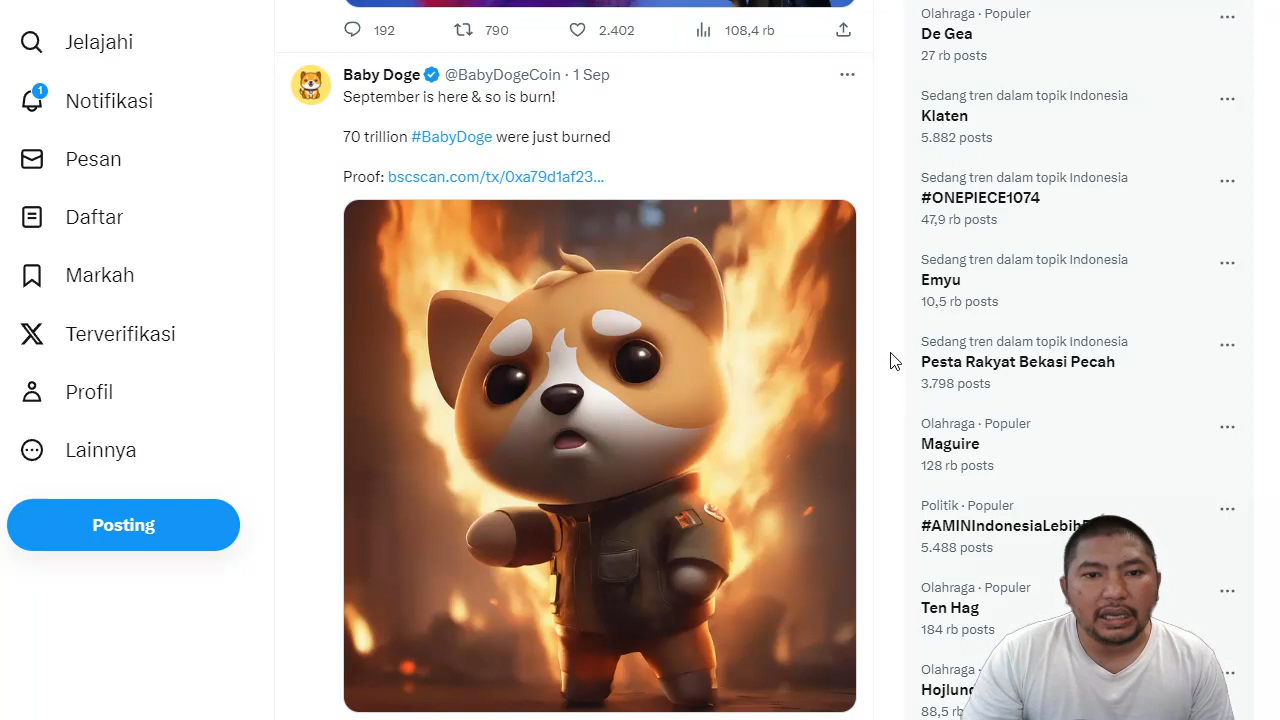 Jelajahi
1
Notifikasi
Pesan
Daftar
Markah
Terverifikasi
Profil
Lainnya
Posting
192
790
2.402
108,4 rb
Baby Doge @BabyDogeCoin · 1 Sep
September is here & so is burn!
70 trillion #BabyDoge were just burned
Proof: bscscan.com/tx/0xa79d1af23...
Olahraga · Populer
De Gea
27 rb posts
Sedang tren dalam topik Indonesia
Klaten
5.882 posts
Sedang tren dalam topik Indonesia
#ONEPIECE1074
47,9 rb posts
Sedang tren dalam topik Indonesia
Emyu
10,5 rb posts
Sedang tren dalam topik Indonesia
Pesta Rakyat Bekasi Pecah
3.798 posts
Olahraga · Populer
Maguire
128 rb posts
Politik · Populer
#AMINIndonesiaLebih
5.488 posts
Olahraga · Populer
Ten Hag
184 rb posts
Olahraga
Hojlund
88,5 rb